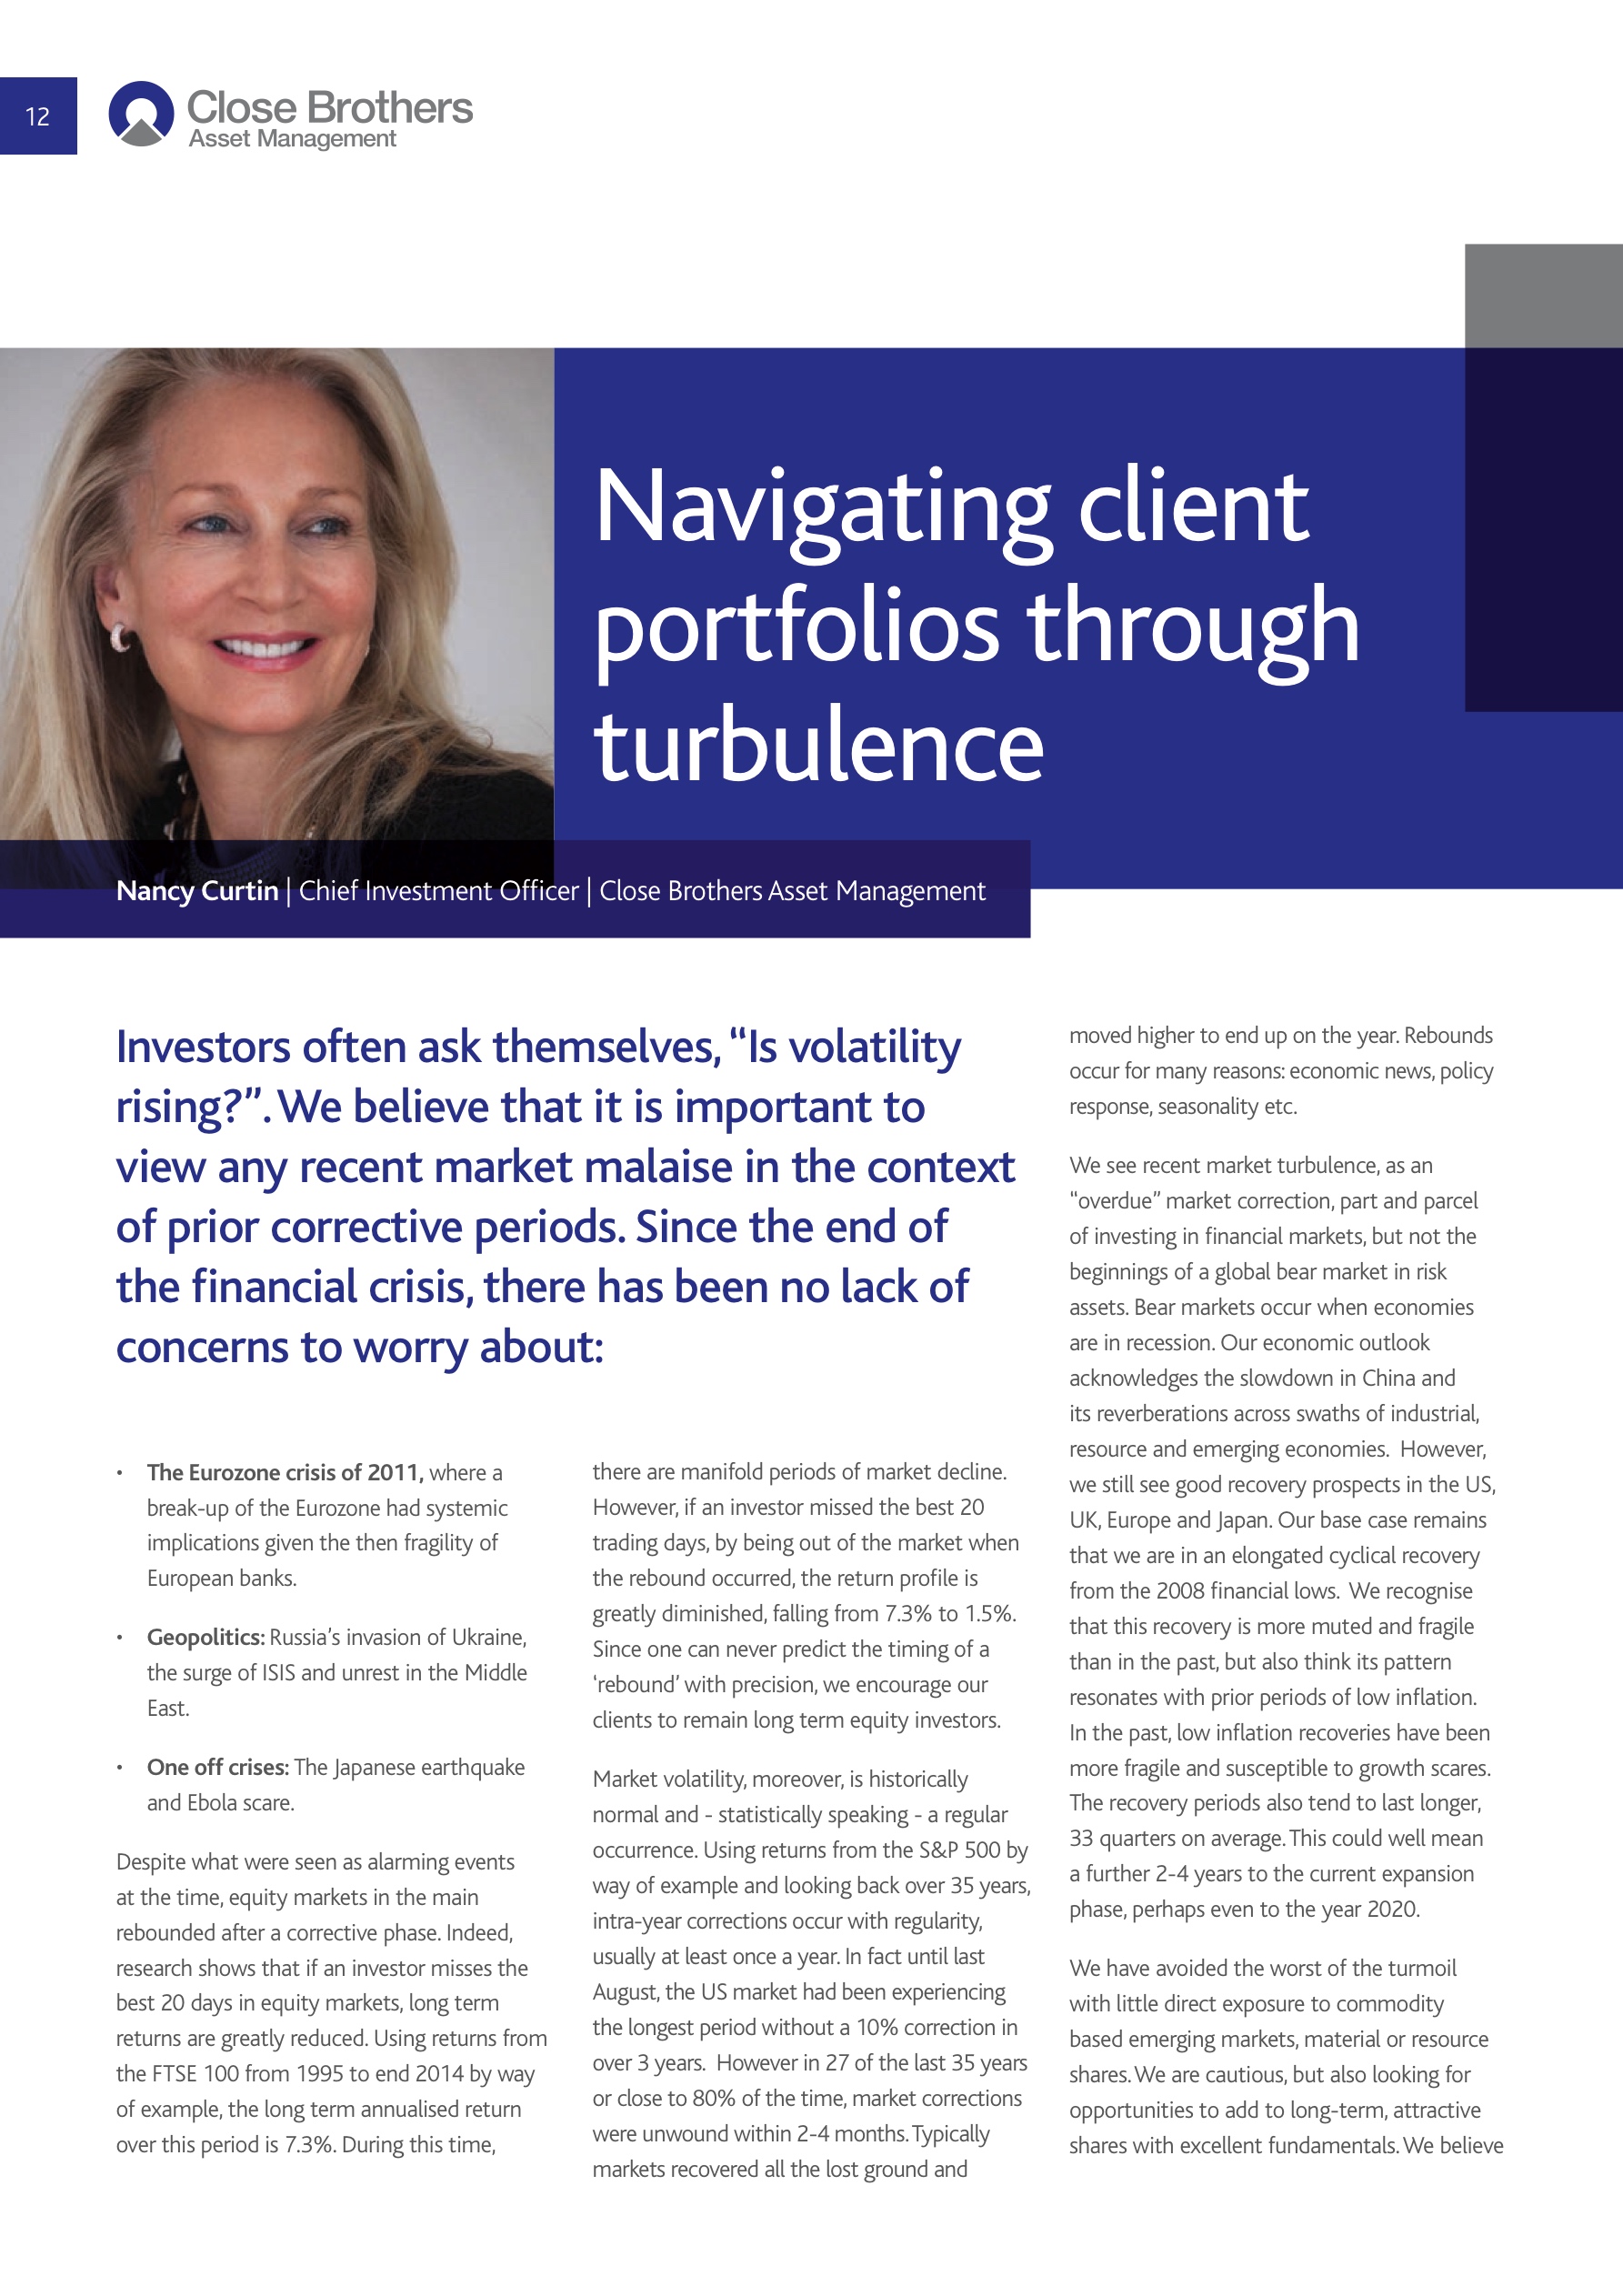 12
Close Brothers
Asset Management
Navigating client
portfolios through
turbulence
Nancy Curtin | Chief Investment Officer | Close Brothers Asset Management
Investors often ask themselves, “Is volatility
rising?”. We believe that it is important to
view any recent market malaise in the context
of prior corrective periods. Since the end of
the financial crisis, there has been no lack of
concerns to worry about:
• The Eurozone crisis of 2011, where a
break-up of the Eurozone had systemic
implications given the then fragility of
European banks.
• Geopolitics: Russia’s invasion of Ukraine,
the surge of ISIS and unrest in the Middle
East.
• One off crises: The Japanese earthquake
and Ebola scare.
Despite what were seen as alarming events
at the time, equity markets in the main
rebounded after a corrective phase. Indeed,
research shows that if an investor misses the
best 20 days in equity markets, long term
returns are greatly reduced. Using returns from
the FTSE 100 from 1995 to end 2014 by way
of example, the long term annualised return
over this period is 7.3%. During this time,
there are manifold periods of market decline.
However, if an investor missed the best 20
trading days, by being out of the market when
the rebound occurred, the return profile is
greatly diminished, falling from 7.3% to 1.5%.
Since one can never predict the timing of a
‘rebound’ with precision, we encourage our
clients to remain long term equity investors.
Market volatility, moreover, is historically
normal and - statistically speaking - a regular
occurrence. Using returns from the S&P 500 by
way of example and looking back over 35 years,
intra-year corrections occur with regularity,
usually at least once a year. In fact until last
August, the US market had been experiencing
the longest period without a 10% correction in
over 3 years. However in 27 of the last 35 years
or close to 80% of the time, market corrections
were unwound within 2-4 months. Typically
markets recovered all the lost ground and
moved higher to end up on the year. Rebounds
occur for many reasons: economic news, policy
response, seasonality etc.
We see recent market turbulence, as an
“overdue” market correction, part and parcel
of investing in financial markets, but not the
beginnings of a global bear market in risk
assets. Bear markets occur when economies
are in recession. Our economic outlook
acknowledges the slowdown in China and
its reverberations across swaths of industrial,
resource and emerging economies. However,
we still see good recovery prospects in the US,
UK, Europe and Japan. Our base case remains
that we are in an elongated cyclical recovery
from the 2008 financial lows. We recognise
that this recovery is more muted and fragile
than in the past, but also think its pattern
resonates with prior periods of low inflation.
In the past, low inflation recoveries have been
more fragile and susceptible to growth scares.
The recovery periods also tend to last longer,
33 quarters on average. This could well mean
a further 2-4 years to the current expansion
phase, perhaps even to the year 2020.
We have avoided the worst of the turmoil
with little direct exposure to commodity
based emerging markets, material or resource
shares. We are cautious, but also looking for
opportunities to add to long-term, attractive
shares with excellent fundamentals. We believe